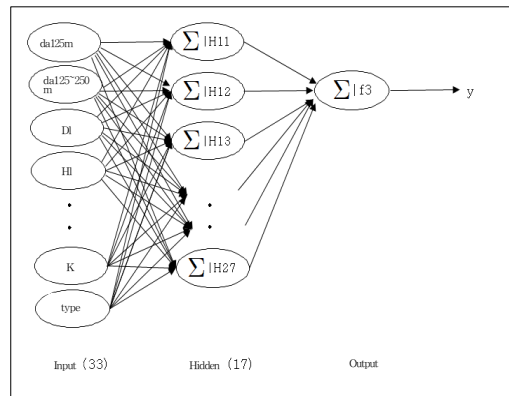 da125m
∑|H11
da125~250
m
∑|H12
∑|f3
y
Dl
∑|H13
Hl
K
∑|H27
type
Input (33)
Hidden (17)
Output